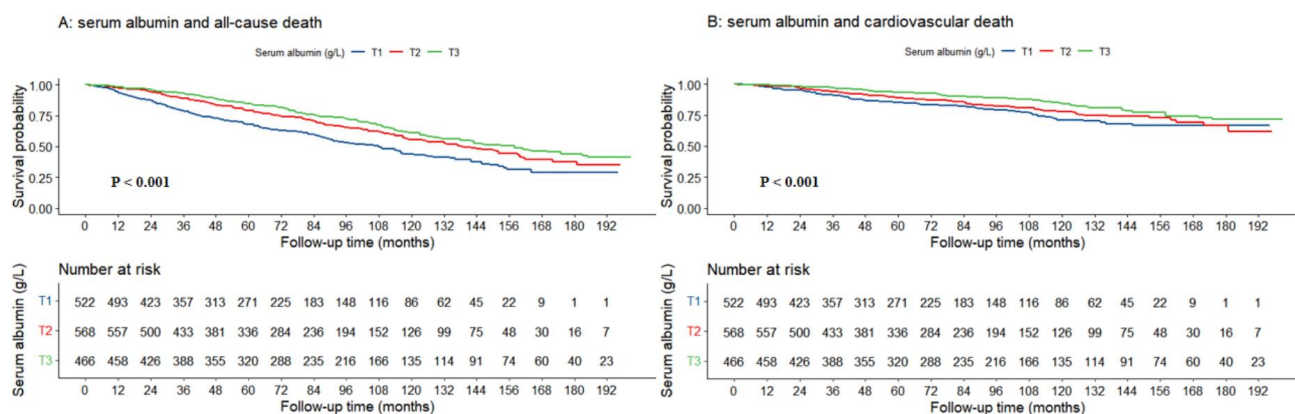 A: serum albumin and all-cause death
Serum albumin (g/L) T1 T2 T3
Survival probability
1.00
0.75
0.50
0.25
0.00
P < 0.001
0 12 24 36 48 60 72 84 96 108 120 132 144 156 168 180 192
Follow-up time (months)
Number at risk
Serum albumin (g/L)
T1 522 493 423 357 313 271 225 183 148 116 86 62 45 22 9 1 1
T2 568 557 500 433 381 336 284 236 194 152 126 99 75 48 30 16 7
T3 466 458 426 388 355 320 288 235 216 166 135 114 91 74 60 40 23
0 12 24 36 48 60 72 84 96 108 120 132 144 156 168 180 192
Follow-up time (months)
B: serum albumin and cardiovascular death
Serum albumin (g/L) T1 T2 T3
Survival probability
1.00
0.75
0.50
0.25
0.00
P < 0.001
0 12 24 36 48 60 72 84 96 108 120 132 144 156 168 180 192
Follow-up time (months)
Number at risk
Serum albumin (g/L)
T1 522 493 423 357 313 271 225 183 148 116 86 62 45 22 9 1 1
T2 568 557 500 433 381 336 284 236 194 152 126 99 75 48 30 16 7
T3 466 458 426 388 355 320 288 235 216 166 135 114 91 74 60 40 23
0 12 24 36 48 60 72 84 96 108 120 132 144 156 168 180 192
Follow-up time (months)